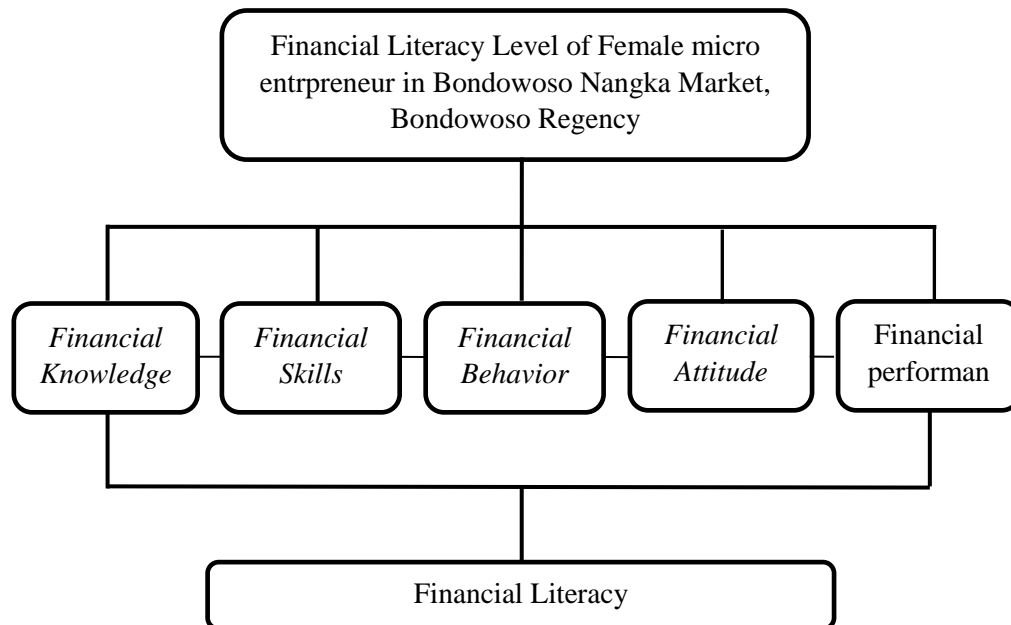 Financial Literacy Level of Female micro
entrpreneur in Bondowoso Nangka Market,
Bondowoso Regency
Financial
Knowledge
Financial
Skills
Financial
Behavior
Financial
Attitude
Financial
performan
Financial Literacy